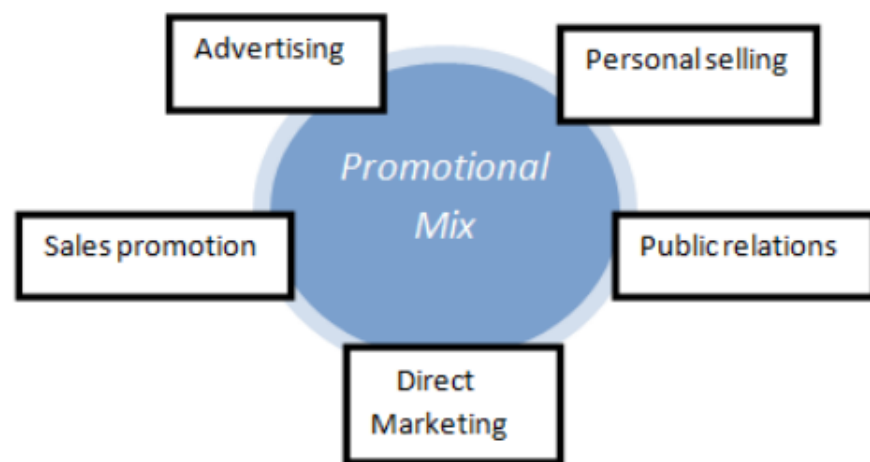 Advertising
Personal selling
Promotional
Mix
Sales promotion
Public relations
Direct
Marketing